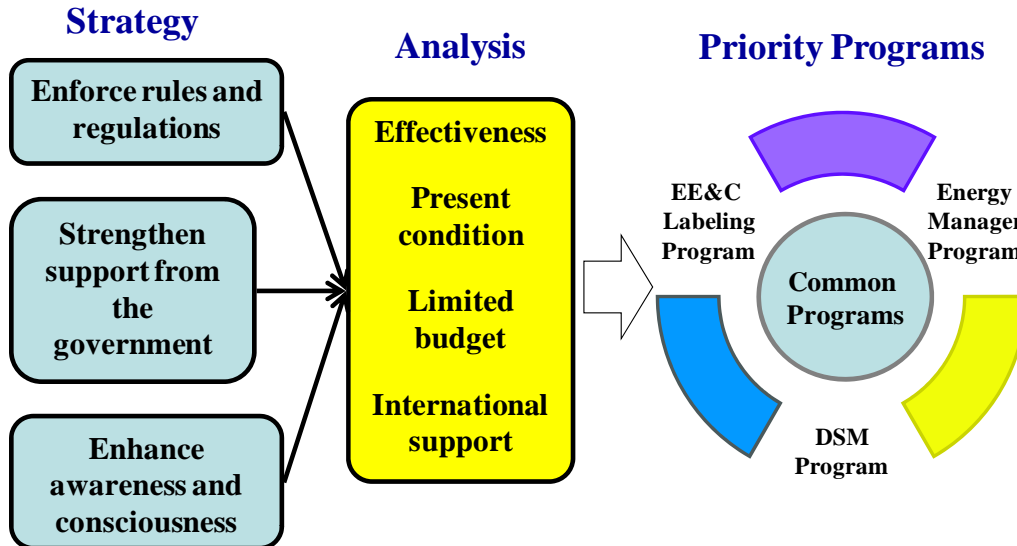 Strategy
Enforce rules and
regulations
Strengthen
support from
the
government
Enhance
awareness and
consciousness
Analysis
Effectiveness
Present
condition
Limited
budget
International
support
Priority Programs
EE&C
Labeling
Program
Energy
Manager
Program
Common
Programs
DSM
Program